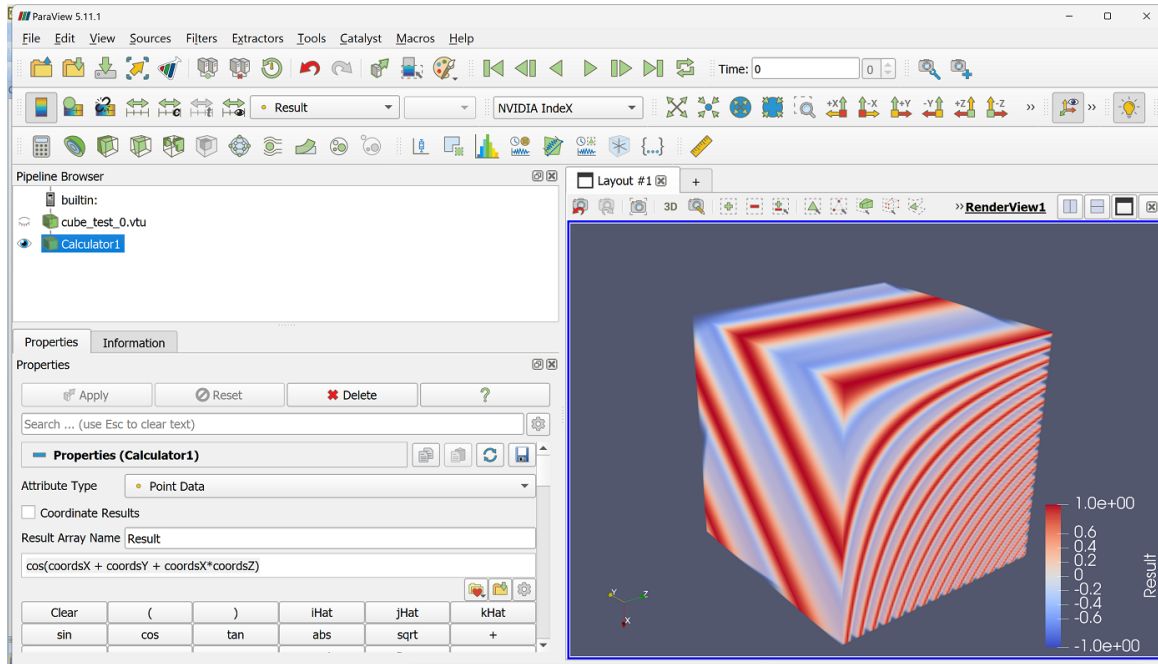 ParaView 5.11.1
File Edit View Sources Filters Extractors Tools Catalyst Macros Help
Time: 0 0
Result NVIDIA IndeX +X -X +Y -Y +Z -Z »»
Pipeline Browser
builtin:
cube_test_0.vtu
Calculator1
Properties Information
Properties
Apply Reset Delete ?
Search ... (use Esc to clear text)
Properties (Calculator1)
Attribute Type Point Data
Coordinate Results
Result Array Name Result
cos(coordsX + coordsY + coordsX*coordsZ)
Clear ( ) iHat jHat kHat
sin cos tan abs sqrt +
Layout #1 +
3D »RenderView1
1.0e+00
0.6
0.4
0.2
0
-0.2
-0.4
-0.6
-1.0e+00
Result
Y Z
X